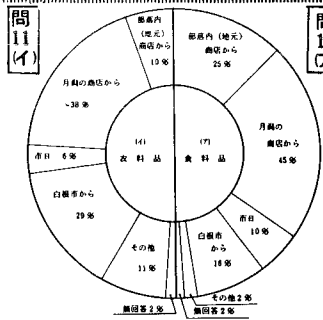 問11(イ)
問1
(ア)
部落内
(地元)
商店から
10%
部落内(地元)
商店から
25%
月潟の商店から
38%
月潟の
商店から
45%
(イ)
衣料品
(ア)
食料品
市日 6%
市日
10%
白根市から
29%
白根市
から
16%
その他
11%
その他2%
無回答2%
無回答2%